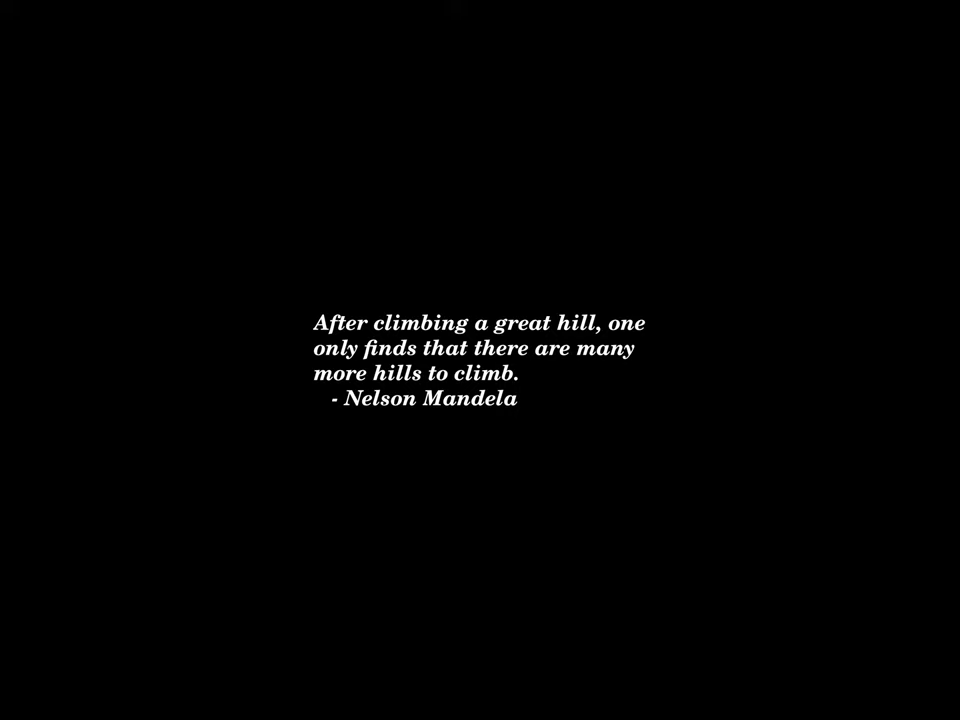 After climbing a great hill, one
only finds that there are many
more hills to climb.
- Nelson Mandela